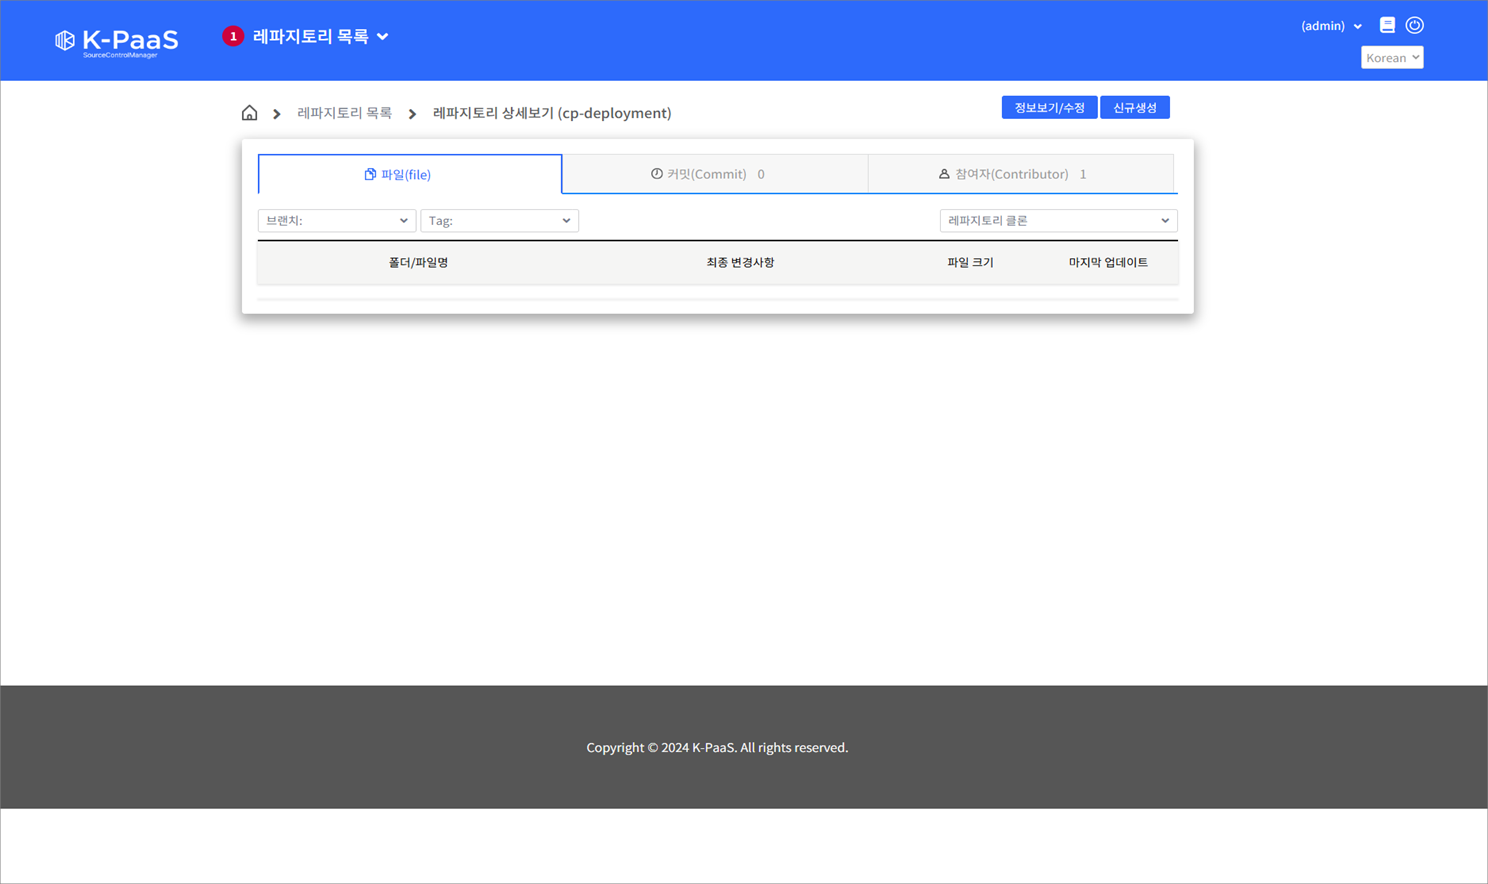 K-PaaS
SourceControlManager
1 레파지토리 목록
(admin)
Korean
레파지토리 목록 레파지토리 상세보기 (cp-deployment)
정보보기/수정 신규생성
파일(file) 커밋(Commit) 0 참여자(Contributor) 1
브랜치: Tag: 레파지토리 클론
폴더/파일명 최종 변경사항 파일 크기 마지막 업데이트
Copyright © 2024 K-PaaS. All rights reserved.